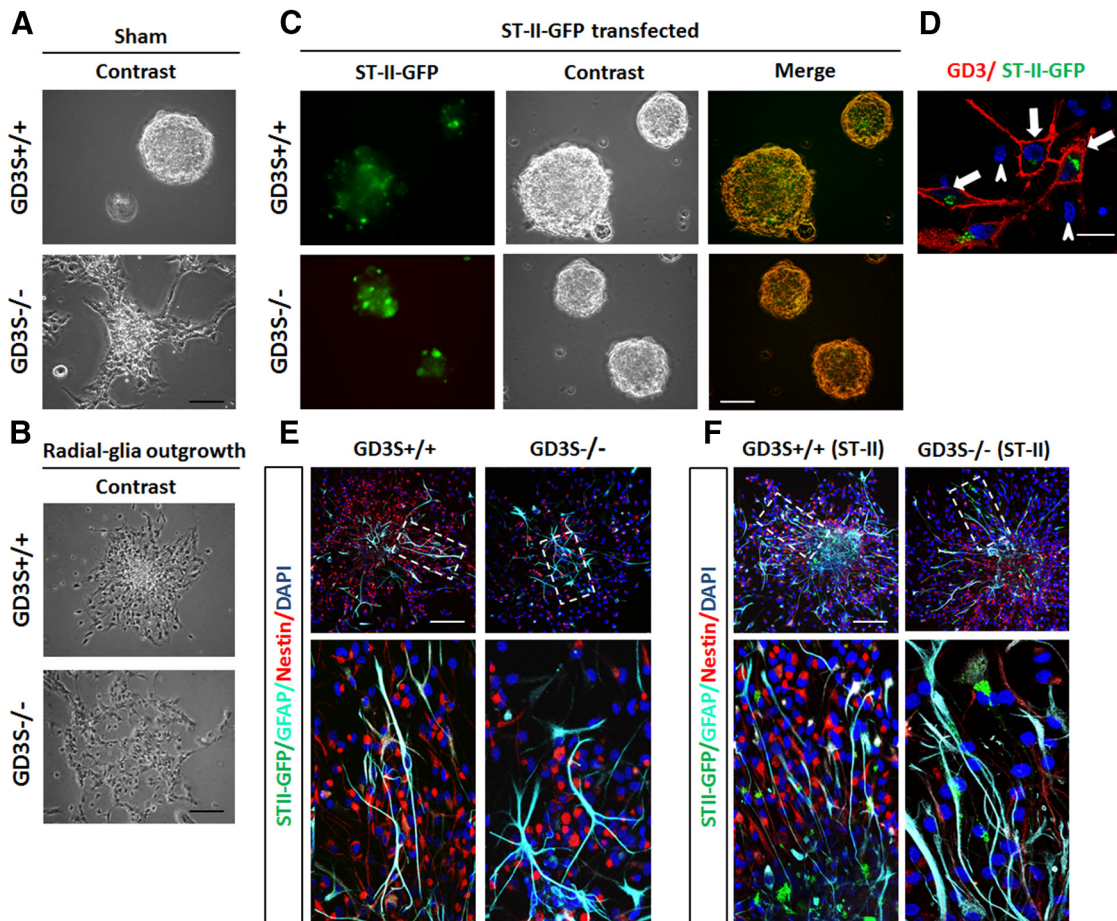 A
Sham
Contrast
GD3S+/+
GD3S-/-
B
Radial-glia outgrowth
Contrast
GD3S+/+
GD3S-/-
C
ST-II-GFP transfected
ST-II-GFP
Contrast
Merge
GD3S+/+
GD3S-/-
D
GD3/ ST-II-GFP
E
GD3S+/+
GD3S-/-
STII-GFP/GFAP/Nestin/DAPI
F
GD3S+/+ (ST-II)
GD3S-/- (ST-II)
STII-GFP/GFAP/Nestin/DAPI